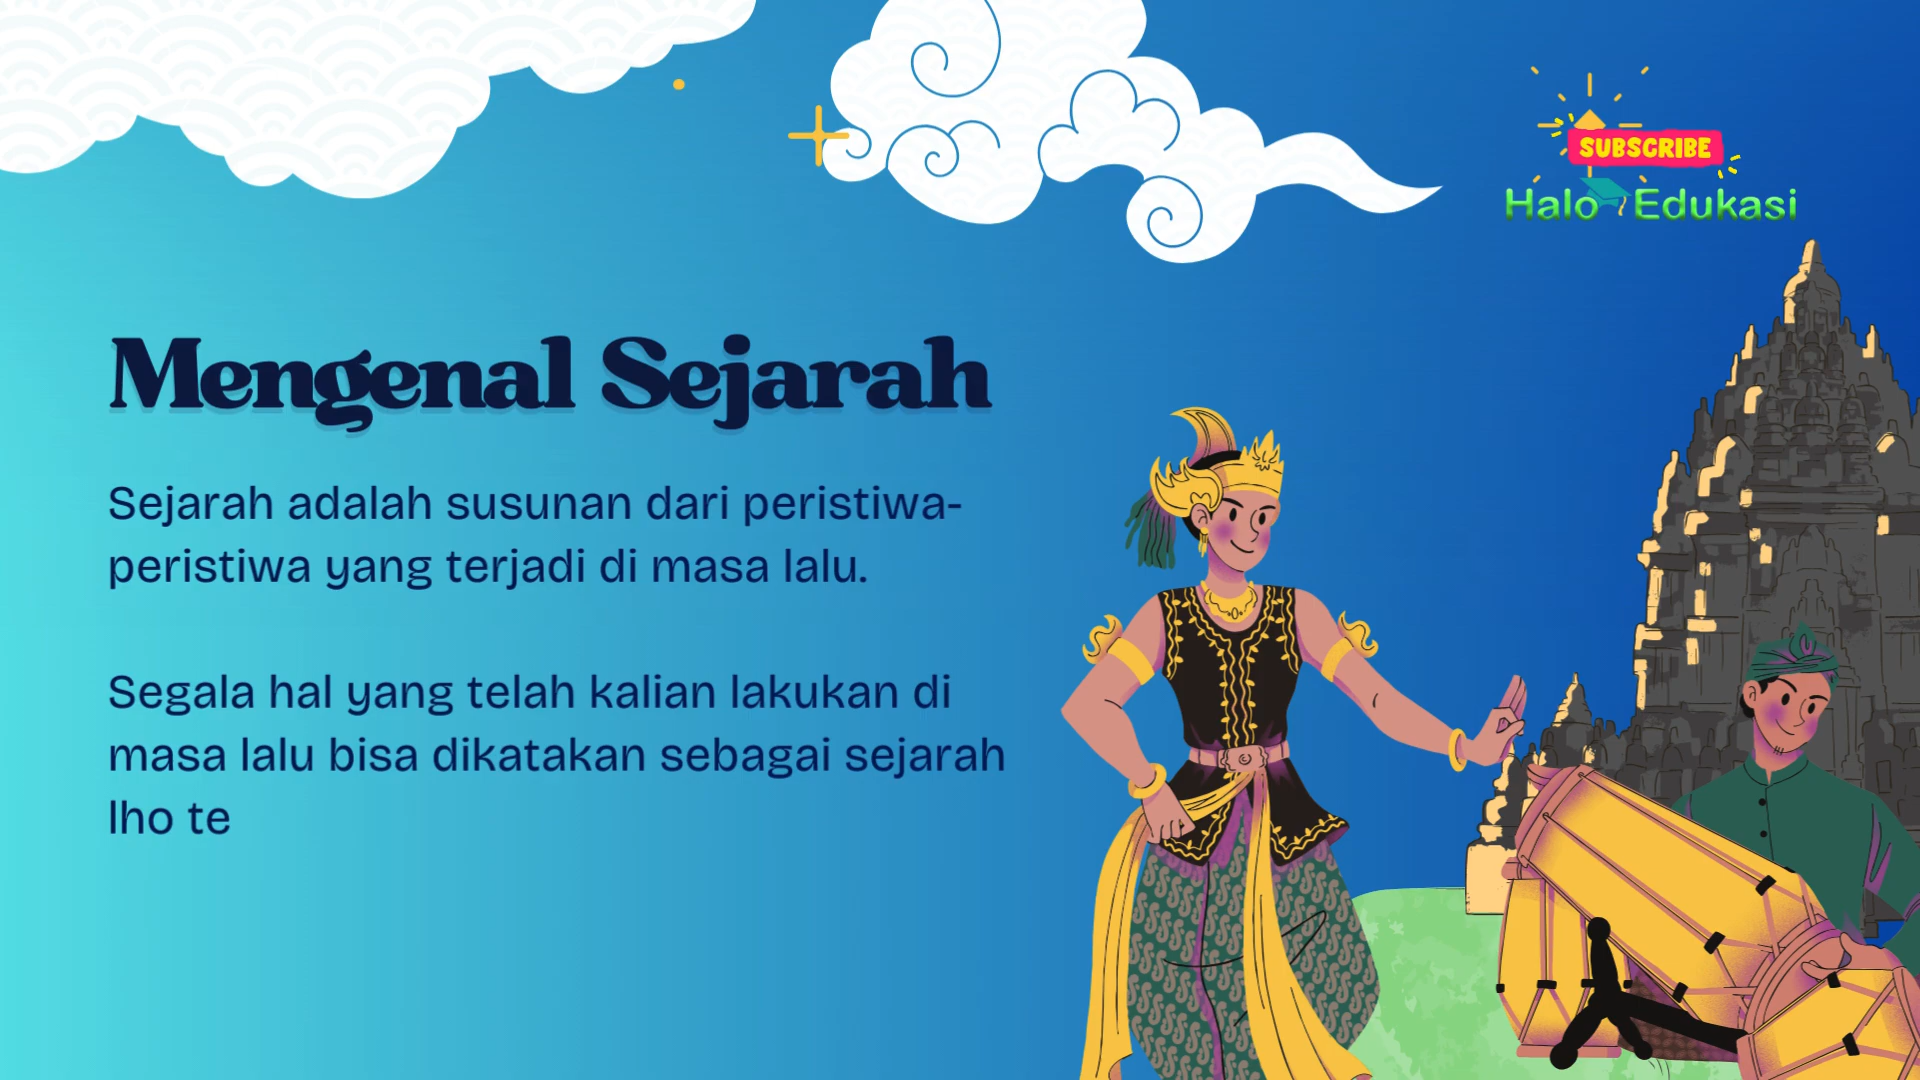 SUBSCRIBE
Halo Edukasi
Mengenal Sejarah
Sejarah adalah susunan dari peristiwa-
peristiwa yang terjadi di masa lalu.
Segala hal yang telah kalian lakukan di
masa lalu bisa dikatakan sebagai sejarah
lho te